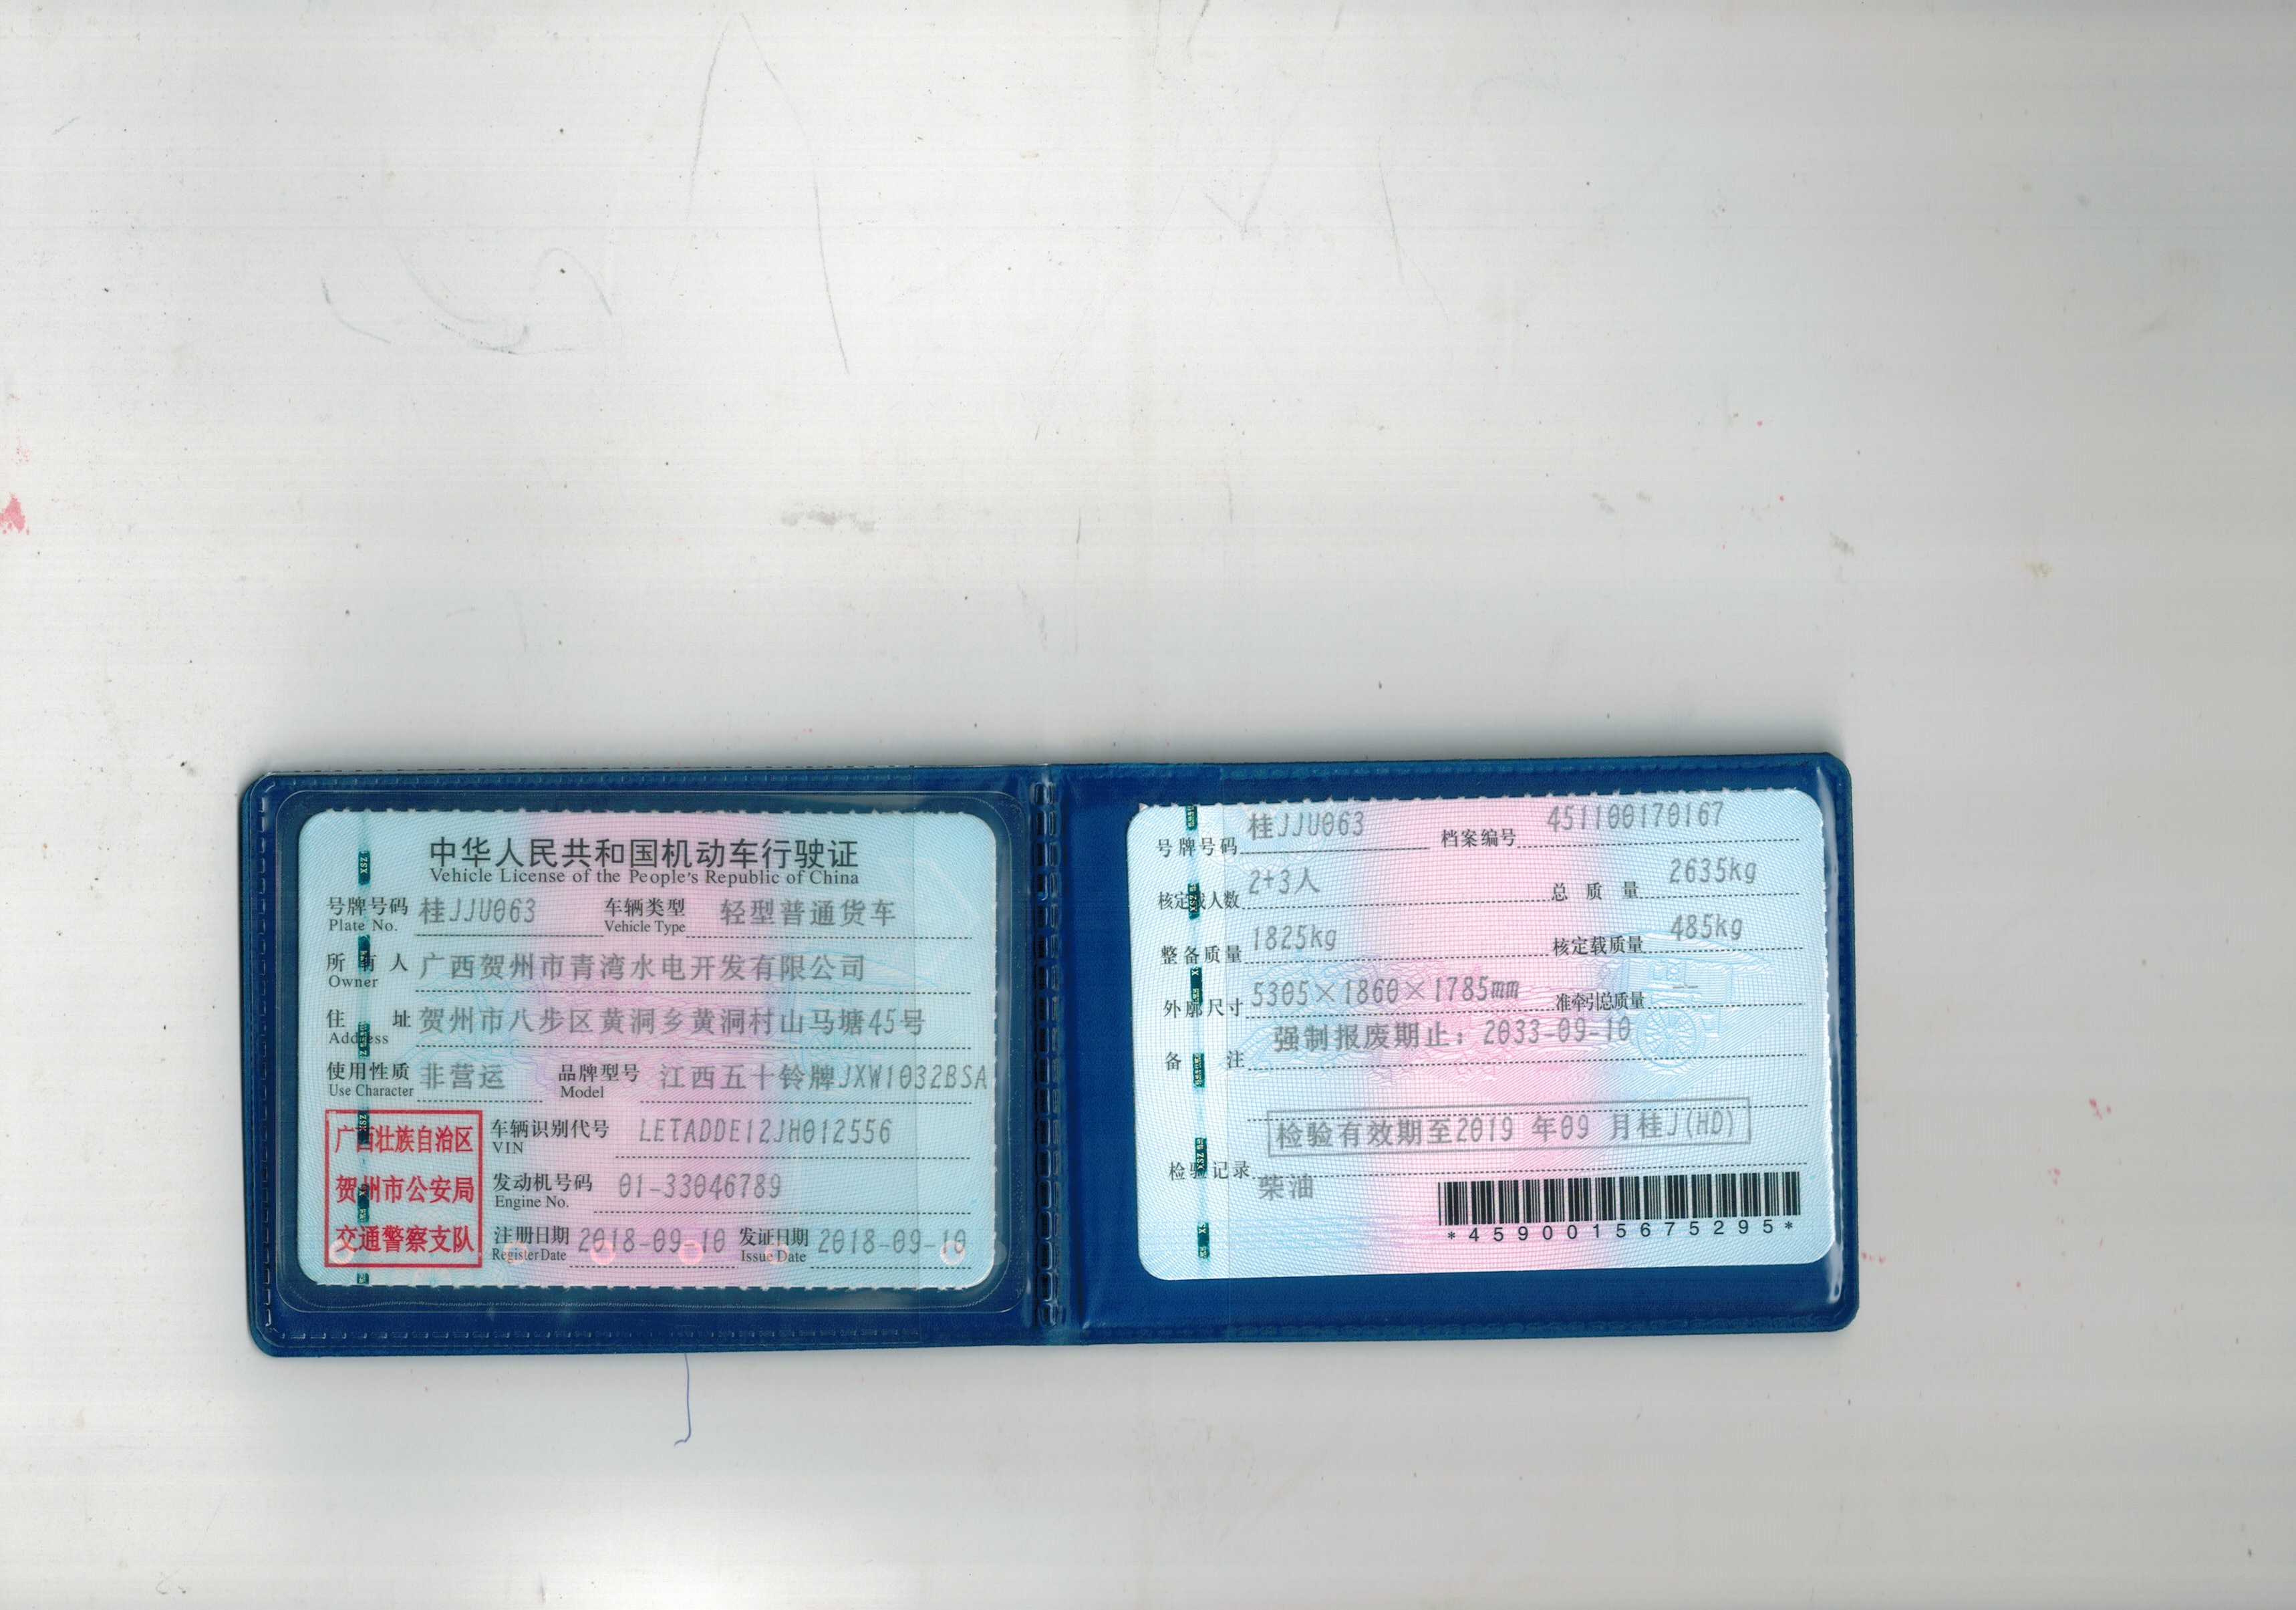 中华人民共和国机动车行驶证
Vehicle License of the People's Republic of China
号牌号码 桂JJU063 车辆类型 轻型普通货车
Plate No. Vehicle Type
所有人 广西贺州市青湾水电开发有限公司
Owner
住址 贺州市八步区黄洞乡黄洞村山马塘45号
Address
使用性质 非营运 品牌型号 江西五十铃牌JXW1032BSA
Use Character Model
广西壮族自治区
贺州市公安局
交通警察支队
车辆识别代号 LETADDE12JH012556
VIN
发动机号码 01-33046789
Engine No.
注册日期 2018-09-10 发证日期 2018-09-10
Register Date Issue Date
号牌号码 桂JJU063 档案编号 451100170167
核定载人数 2+3人 总质量 2635kg
整备质量 1825kg 核定载质量 485kg
外廓尺寸 5305×1860×1785mm 准牵引总质量 --
备注 强制报废期止：2033-09-10
检验有效期至2019 年09 月桂J(HD)
检验记录
柴油
*4590015675295*